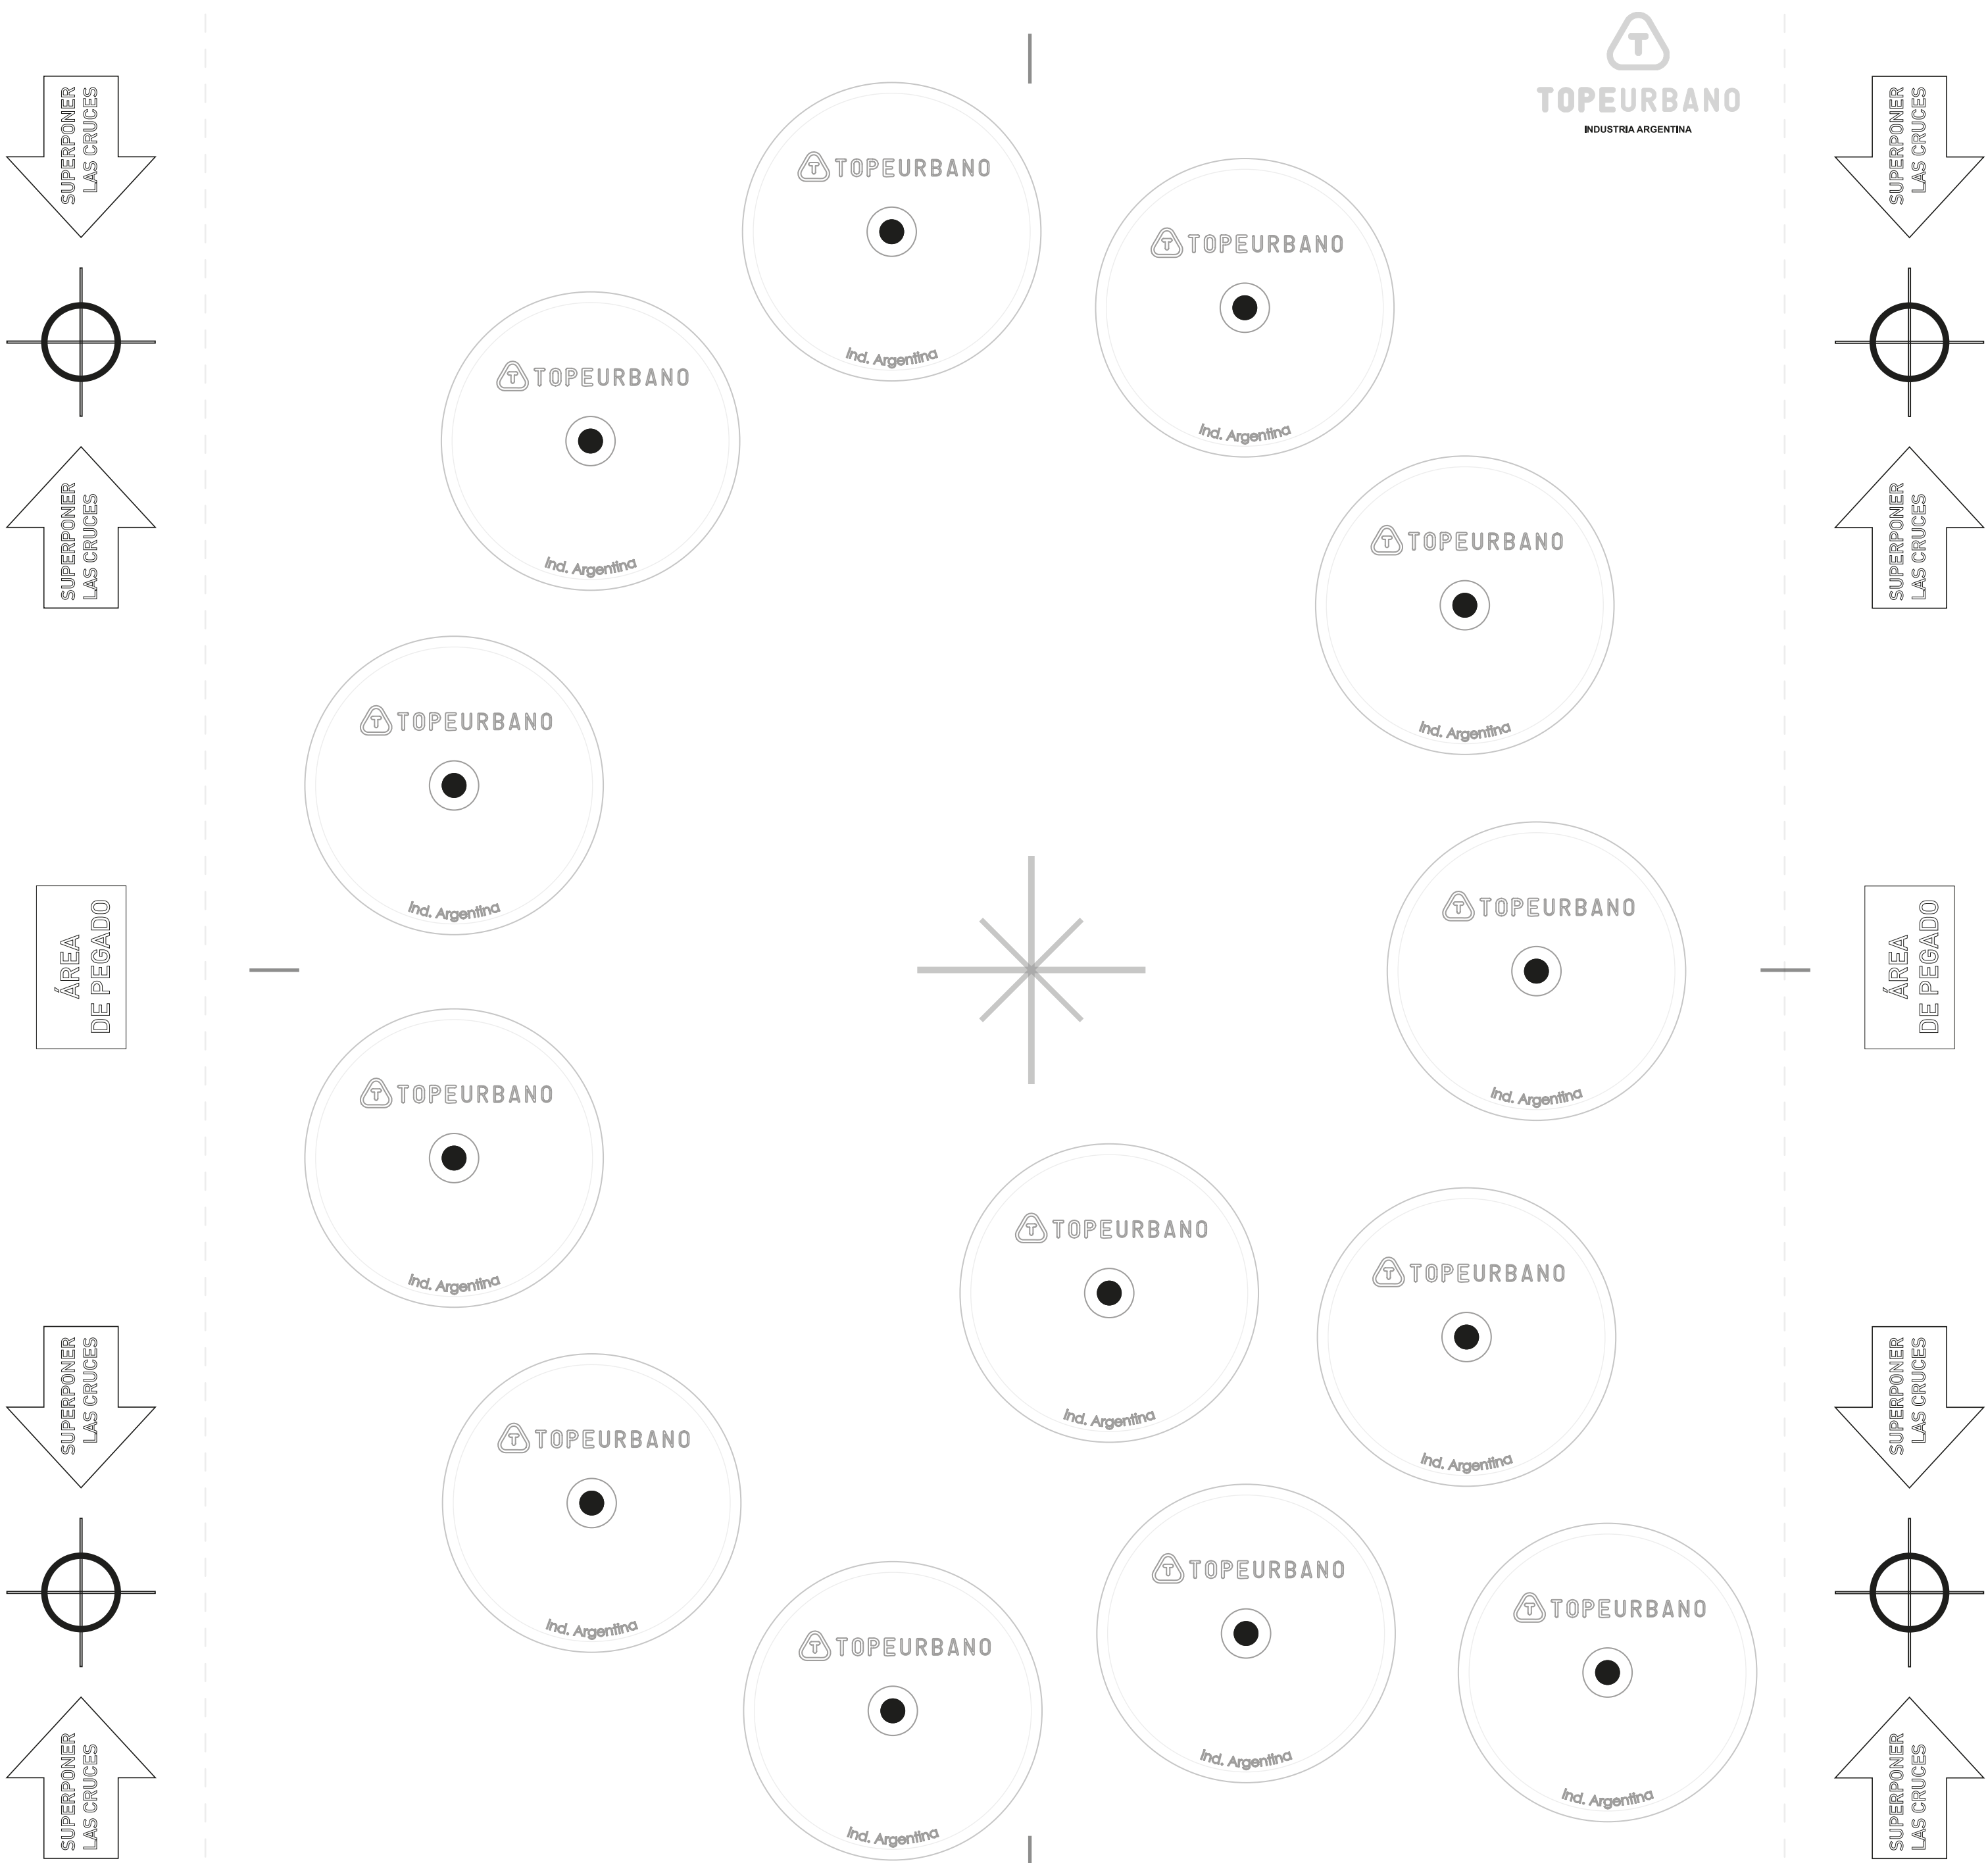 TOPEURBANO
INDUSTRIA ARGENTINA
SUPERPONER
LAS CRUCES
SUPERPONER
LAS CRUCES
TOPEURBANO
Ind. Argentina
TOPEURBANO
Ind. Argentina
TOPEURBANO
Ind. Argentina
SUPERPONER
LAS CRUCES
SUPERPONER
LAS CRUCES
TOPEURBANO
Ind. Argentina
TOPEURBANO
Ind. Argentina
ÁREA
DE PEGADO
TOPEURBANO
Ind. Argentina
ÁREA
DE PEGADO
TOPEURBANO
Ind. Argentina
TOPEURBANO
Ind. Argentina
TOPEURBANO
Ind. Argentina
SUPERPONER
LAS CRUCES
SUPERPONER
LAS CRUCES
TOPEURBANO
Ind. Argentina
TOPEURBANO
Ind. Argentina
TOPEURBANO
Ind. Argentina
TOPEURBANO
Ind. Argentina
SUPERPONER
LAS CRUCES
SUPERPONER
LAS CRUCES